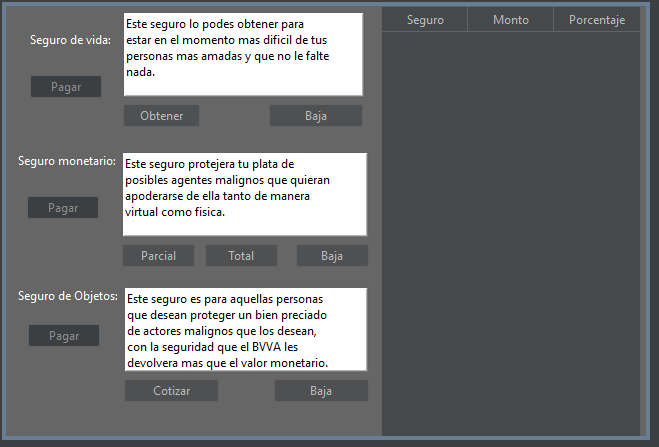 Seguro de vida:
Este seguro lo podes obtener para
estar en el momento mas dificil de tus
personas mas amadas y que no le falte
nada.
Pagar
Obtener
Baja
Seguro monetario:
Este seguro protejera tu plata de
posibles agentes malignos que quieran
apoderarse de ella tanto de manera
virtual como fisica.
Pagar
Parcial
Total
Baja
Seguro de Objetos:
Este seguro es para aquellas personas
que desean proteger un bien preciado
de actores malignos que los desean,
con la seguridad que el BVVA les
devolvera mas que el valor monetario.
Pagar
Cotizar
Baja
Seguro
Monto
Porcentaje